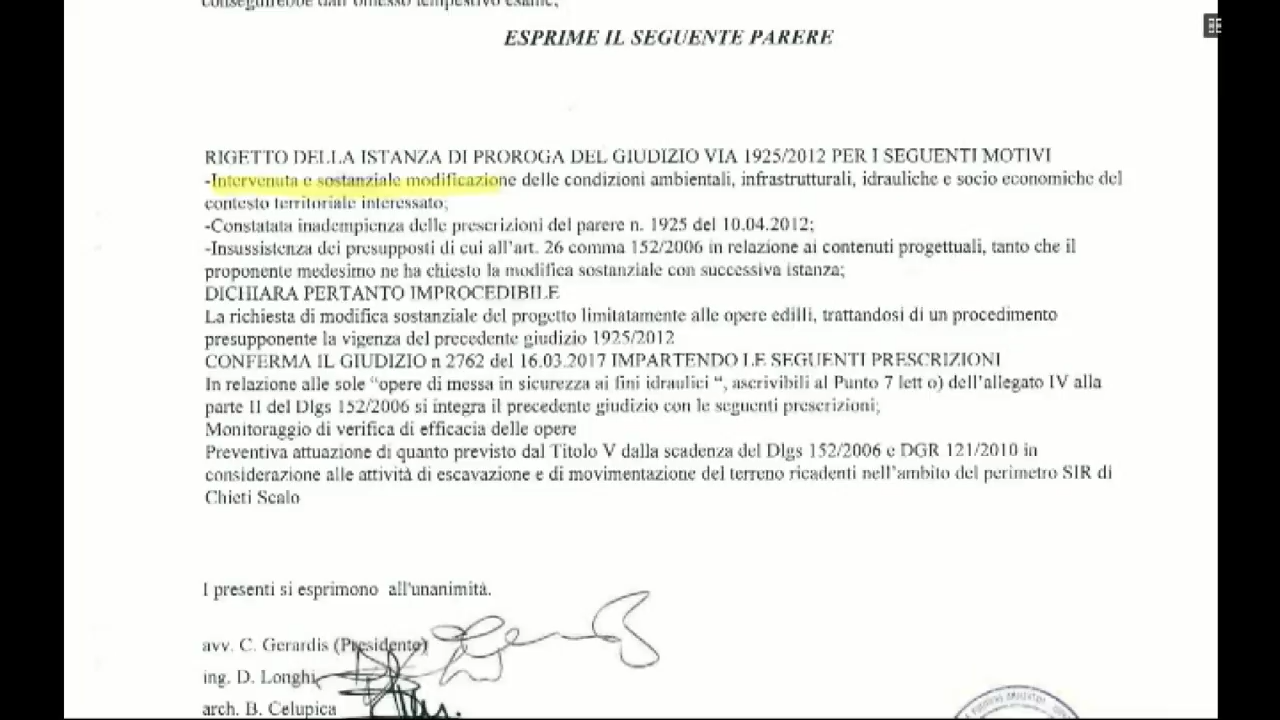 conseguirebbe dall'omesso tempestivo esame;
ESPRIME IL SEGUENTE PARERE
RIGETTO DELLA ISTANZA DI PROROGA DEL GIUDIZIO VIA 1925/2012 PER I SEGUENTI MOTIVI
-Intervenuta e sostanziale modificazione delle condizioni ambientali, infrastrutturali, idrauliche e socio economiche del
contesto territoriale interessato;
-Constatata inadempienza delle prescrizioni del parere n. 1925 del 10.04.2012;
-Insussistenza dei presupposti di cui all'art. 26 comma 152/2006 in relazione ai contenuti progettuali, tanto che il
proponente medesimo ne ha chiesto la modifica sostanziale con successiva istanza;
DICHIARA PERTANTO IMPROCEDIBILE
La richiesta di modifica sostanziale del progetto limitatamente alle opere edilli, trattandosi di un procedimento
presupponente la vigenza del precedente giudizio 1925/2012
CONFERMA IL GIUDIZIO n 2762 del 16.03.2017 IMPARTENDO LE SEGUENTI PRESCRIZIONI
In relazione alle sole "opere di messa in sicurezza ai fini idraulici ", ascrivibili al Punto 7 lett o) dell'allegato IV alla
parte II del Dlgs 152/2006 si integra il precedente giudizio con le seguenti prescrizioni;
Monitoraggio di verifica di efficacia delle opere
Preventiva attuazione di quanto previsto dal Titolo V dalla scadenza del Dlgs 152/2006 e DGR 121/2010 in
considerazione alle attività di escavazione e di movimentazione del terreno ricadenti nell'ambito del perimetro SIR di
Chieti Scalo
I presenti si esprimono all'unanimità.
avv. C. Gerardis (Presidente)
ing. D. Longhi
arch. B. Celupica